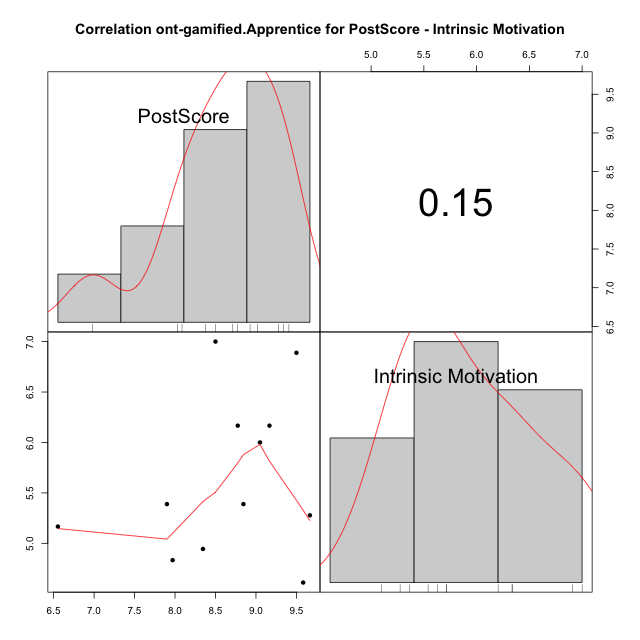 Correlation ont-gamified.Apprentice for PostScore - Intrinsic Motivation
5.0 5.5 6.0 6.5 7.0
PostScore
0.15
9.5
9.0
8.5
8.0
7.5
7.0
6.5
7.0
6.5
6.0
5.5
5.0
Intrinsic Motivation
6.5 7.0 7.5 8.0 8.5 9.0 9.5